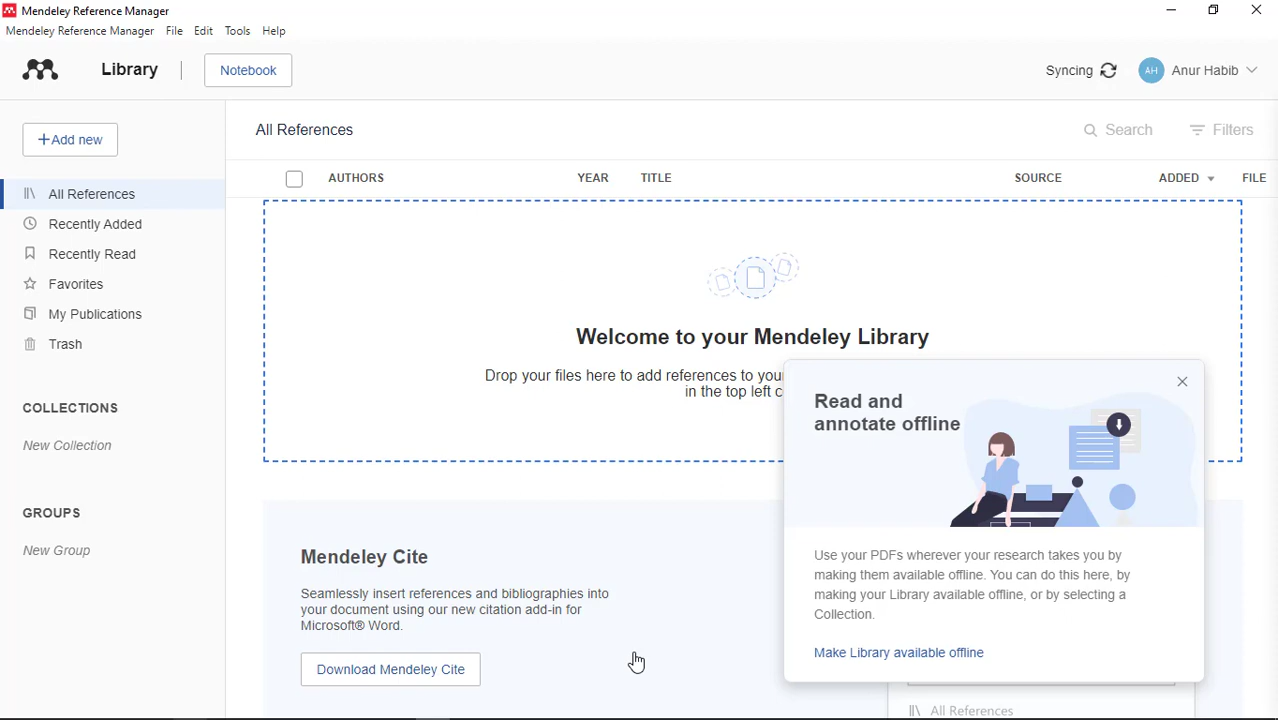 Mendeley Reference Manager
Mendeley Reference Manager File Edit Tools Help
Library
Notebook
Syncing
AH
Anur Habib
+Add new
All References
Recently Added
Recently Read
Favorites
My Publications
Trash
COLLECTIONS
New Collection
GROUPS
New Group
All References
Search
Filters
AUTHORS YEAR TITLE SOURCE ADDED FILE
Welcome to your Mendeley Library
Drop your files here to add references to your
in the top left
Mendeley Cite
Seamlessly insert references and bibliographies into
your document using our new citation add-in for
Microsoft® Word.
Download Mendeley Cite
Read and
annotate offline
Use your PDFs wherever your research takes you by
making them available offline. You can do this here, by
making your Library available offline, or by selecting a
Collection.
Make Library available offline
All References